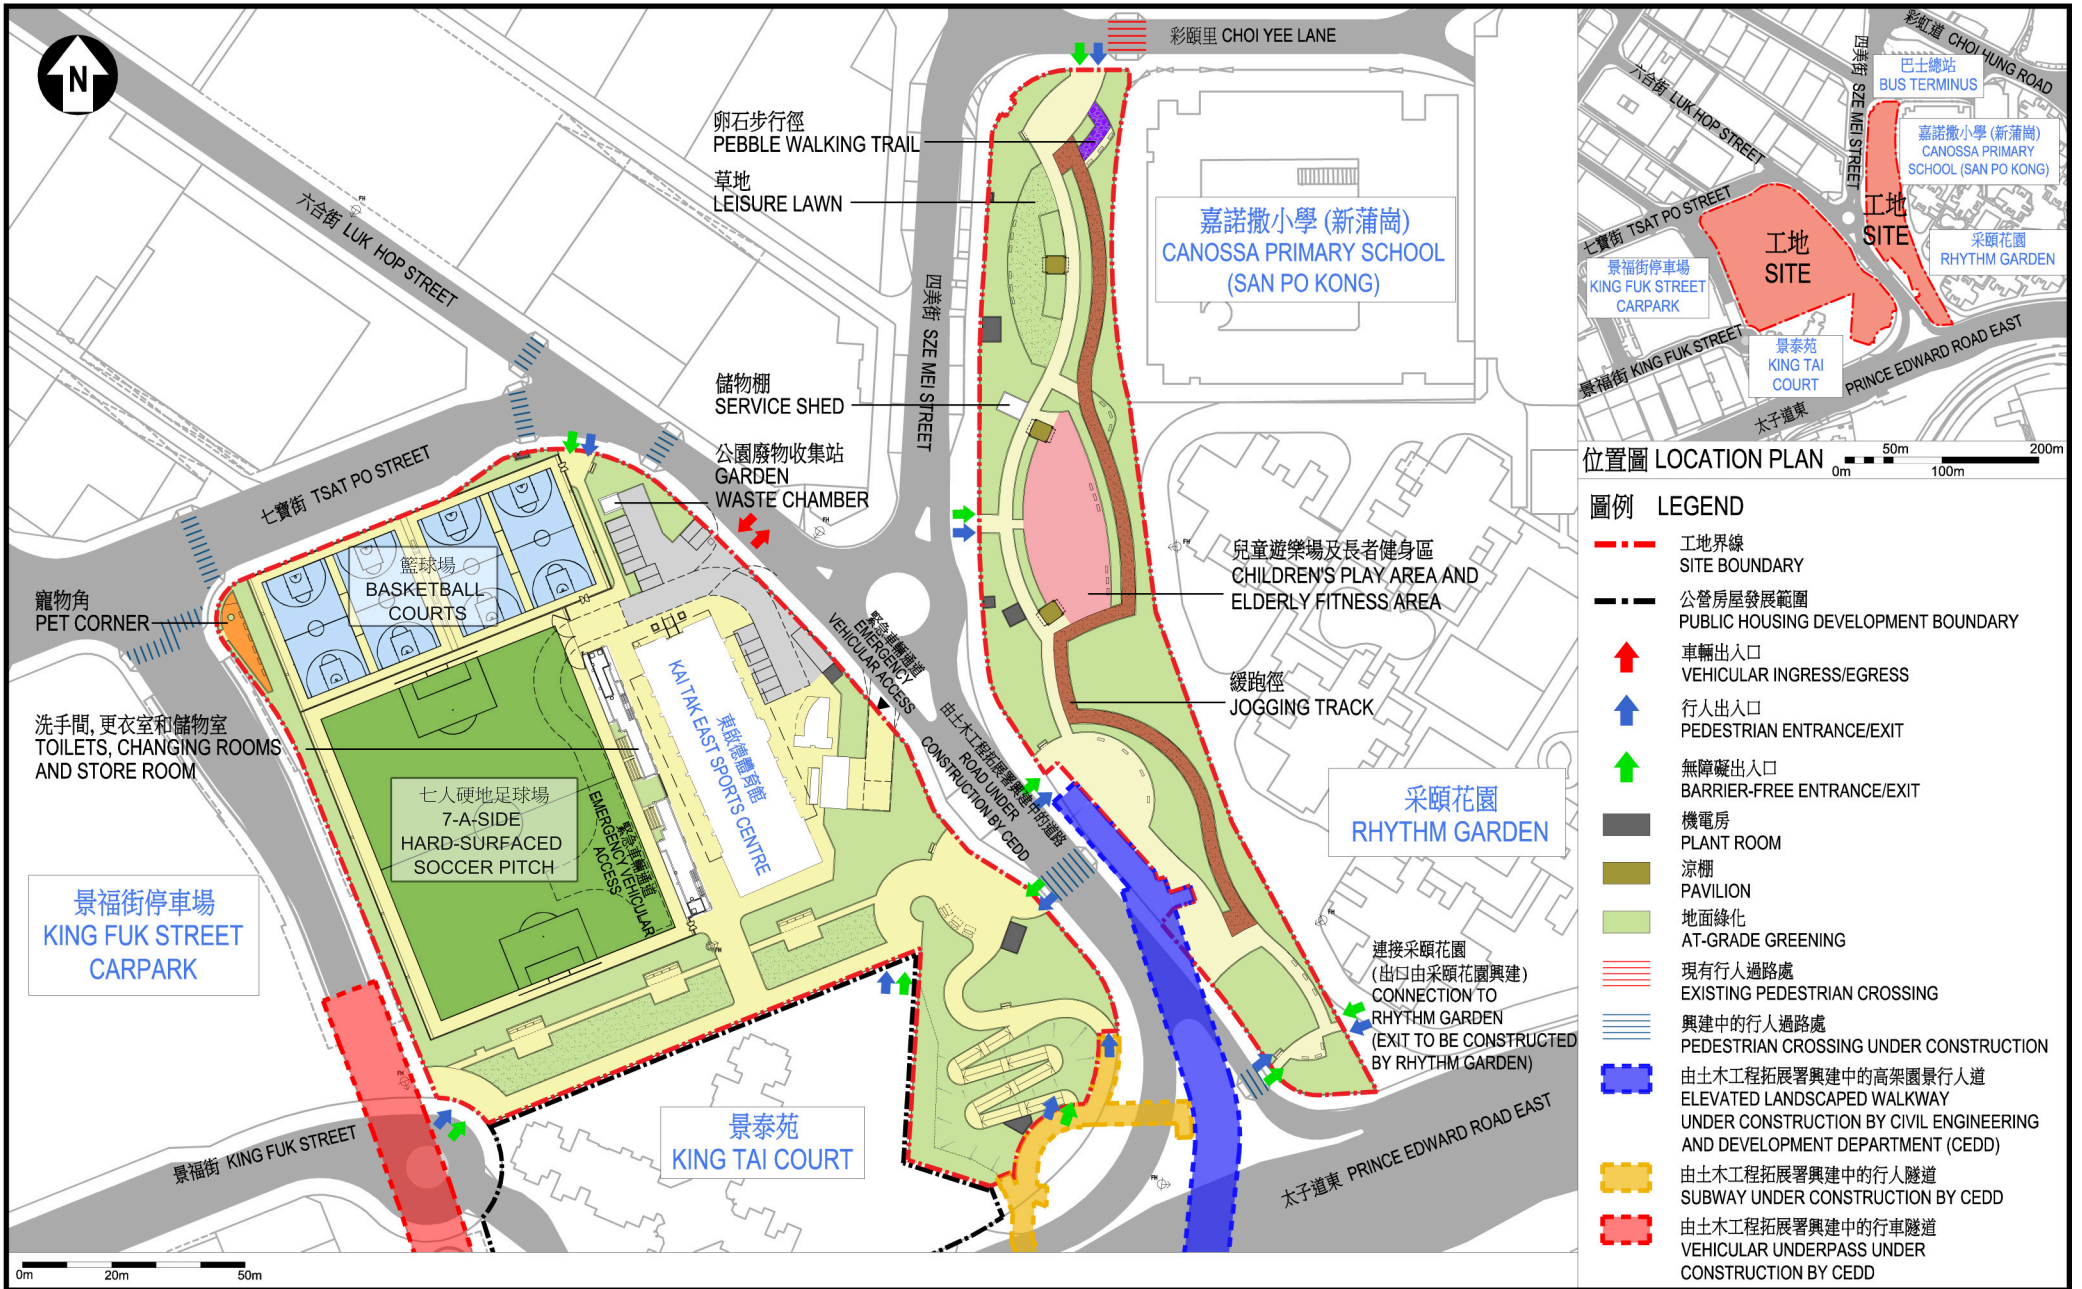 N
彩頤里 CHOI YEE LANE
卵石步行徑
PEBBLE WALKING TRAIL
草地
LEISURE LAWN
六合街 LUK HOP STREET
四美街 SZE MEI STREET
嘉諾撒小學 (新蒲崗)
CANOSSA PRIMARY SCHOOL
(SAN PO KONG)
儲物棚
SERVICE SHED
公園廢物收集站
GARDEN
WASTE CHAMBER
七寶街 TSAT PO STREET
籃球場
BASKETBALL
COURTS
寵物角
PET CORNER
兒童遊樂場及長者健身區
CHILDREN'S PLAY AREA AND
ELDERLY FITNESS AREA
緊急車輛通道
EMERGENCY
VEHICULAR ACCESS
緩跑徑
JOGGING TRACK
洗手間, 更衣室和儲物室
TOILETS, CHANGING ROOMS
AND STORE ROOM
東啟德體育館
KAI TAK EAST SPORTS CENTRE
由土木工程拓展署興建中的道路
ROAD UNDER
CONSTRUCTION BY CEDD
七人硬地足球場
7-A-SIDE
HARD-SURFACED
SOCCER PITCH
緊急車輛通道
EMERGENCY VEHICULAR
ACCESS
采頤花園
RHYTHM GARDEN
景福街停車場
KING FUK STREET
CARPARK
連接采頤花園
(出口由采頤花園興建)
CONNECTION TO
RHYTHM GARDEN
(EXIT TO BE CONSTRUCTED
BY RHYTHM GARDEN)
景福街 KING FUK STREET
景泰苑
KING TAI COURT
太子道東 PRINCE EDWARD ROAD EAST
FH
FH
FH
FH
FH
FH
FH
0m 20m 50m
彩虹道 CHOI HUNG ROAD
四美街 SZE MEI STREET
巴士總站
BUS TERMINUS
六合街 LUK HOP STREET
嘉諾撒小學 (新蒲崗)
CANOSSA PRIMARY
SCHOOL (SAN PO KONG)
七寶街 TSAT PO STREET
工地
SITE
工地
SITE
采頤花園
RHYTHM GARDEN
景福街停車場
KING FUK STREET
CARPARK
景福街 KING FUK STREET
景泰苑
KING TAI
COURT
太子道東 PRINCE EDWARD ROAD EAST
位置圖 LOCATION PLAN
0m 50m 100m 200m
圖例 LEGEND
工地界線
SITE BOUNDARY
公營房屋發展範圍
PUBLIC HOUSING DEVELOPMENT BOUNDARY
車輛出入口
VEHICULAR INGRESS/EGRESS
行人出入口
PEDESTRIAN ENTRANCE/EXIT
無障礙出入口
BARRIER-FREE ENTRANCE/EXIT
機電房
PLANT ROOM
涼棚
PAVILION
地面綠化
AT-GRADE GREENING
現有行人過路處
EXISTING PEDESTRIAN CROSSING
興建中的行人過路處
PEDESTRIAN CROSSING UNDER CONSTRUCTION
由土木工程拓展署興建中的高架園景行人道
ELEVATED LANDSCAPED WALKWAY
UNDER CONSTRUCTION BY CIVIL ENGINEERING
AND DEVELOPMENT DEPARTMENT (CEDD)
由土木工程拓展署興建中的行人隧道
SUBWAY UNDER CONSTRUCTION BY CEDD
由土木工程拓展署興建中的行車隧道
VEHICULAR UNDERPASS UNDER
CONSTRUCTION BY CEDD